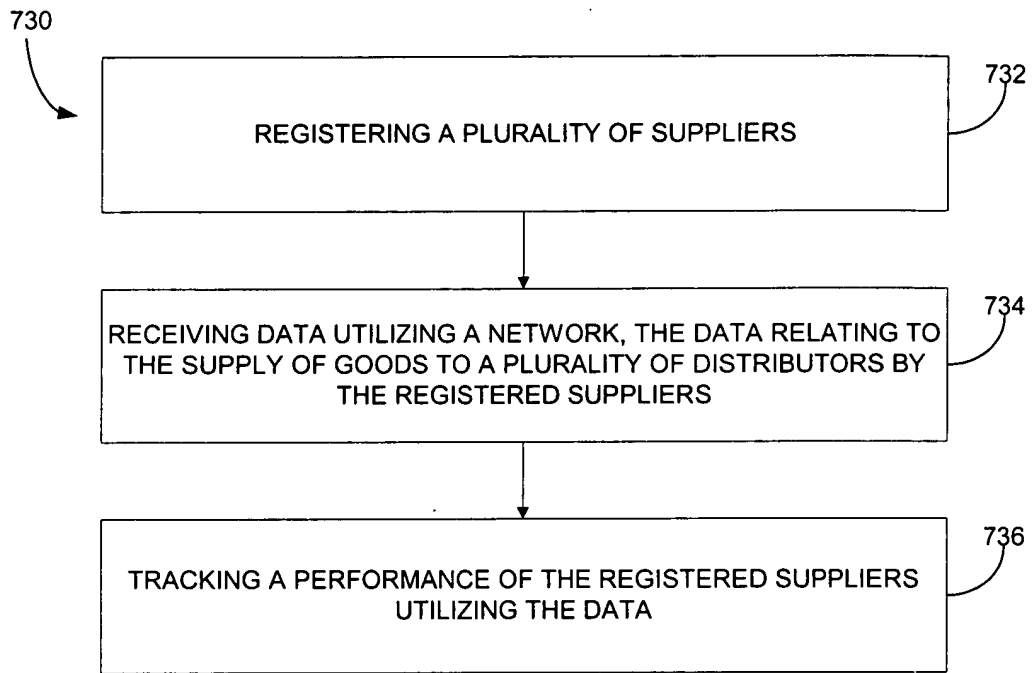 730
732
REGISTERING A PLURALITY OF SUPPLIERS
734
RECEIVING DATA UTILIZING A NETWORK, THE DATA RELATING TO
THE SUPPLY OF GOODS TO A PLURALITY OF DISTRIBUTORS BY
THE REGISTERED SUPPLIERS
736
TRACKING A PERFORMANCE OF THE REGISTERED SUPPLIERS
UTILIZING THE DATA